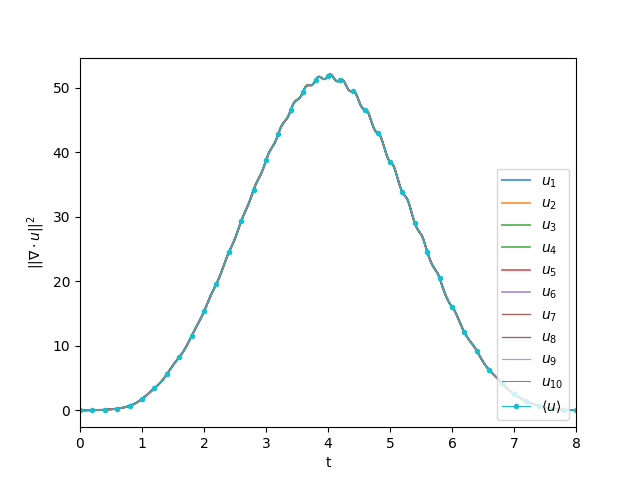 ||∇ · u||²
50
40
30
20
10
0
0 1 2 3 4 5 6 7 8
t
u₁
u₂
u₃
u₄
u₅
u₆
u₇
u₈
u₉
u₁₀
⟨u⟩